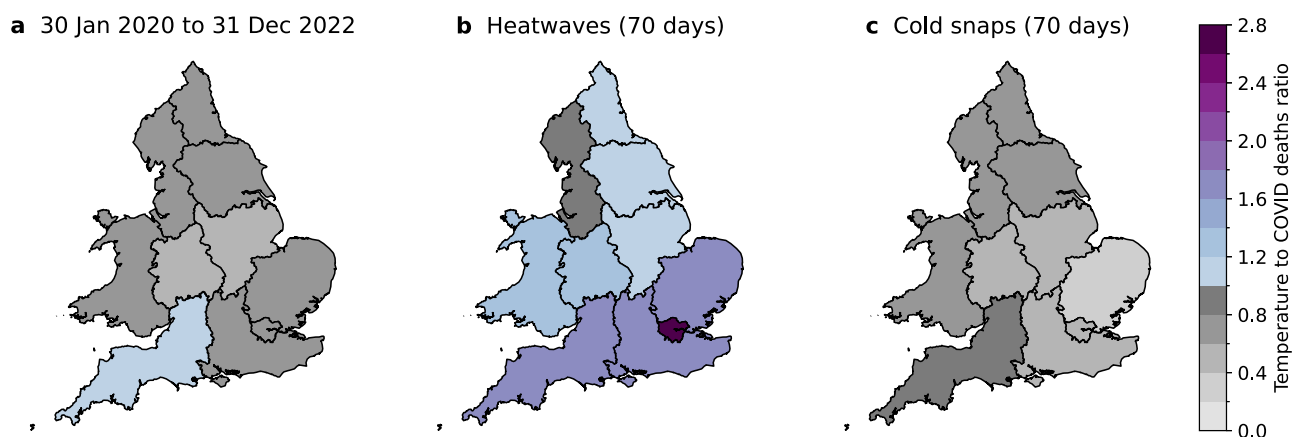 a 30 Jan 2020 to 31 Dec 2022
b Heatwaves (70 days)
c Cold snaps (70 days)
2.8
2.4
2.0
1.6
1.2
0.8
0.4
0.0
Temperature to COVID deaths ratio